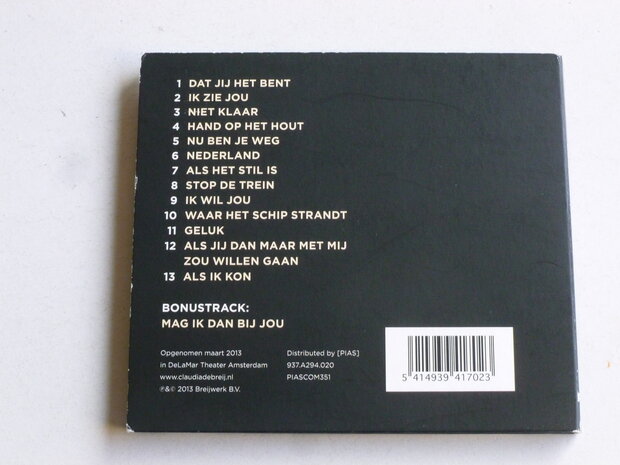 1 DAT JIJ HET BENT
2 IK ZIE JOU
3 NIET KLAAR
4 HAND OP HET HOUT
5 NU BEN JE WEG
6 NEDERLAND
7 ALS HET STIL IS
8 STOP DE TREIN
9 IK WIL JOU
10 WAAR HET SCHIP STRANDT
11 GELUK
12 ALS JIJ DAN MAAR MET MIJ
ZOU WILLEN GAAN
13 ALS IK KON
BONUSTRACK:
MAG IK DAN BIJ JOU
Opgenomen maart 2013
in DeLaMar Theater Amsterdam
www.claudiadebreij.nl
℗&© 2013 Breijwerk B.V.
Distributed by [PIAS]
937.A294.020
PIASCOM351
5 414939 417023